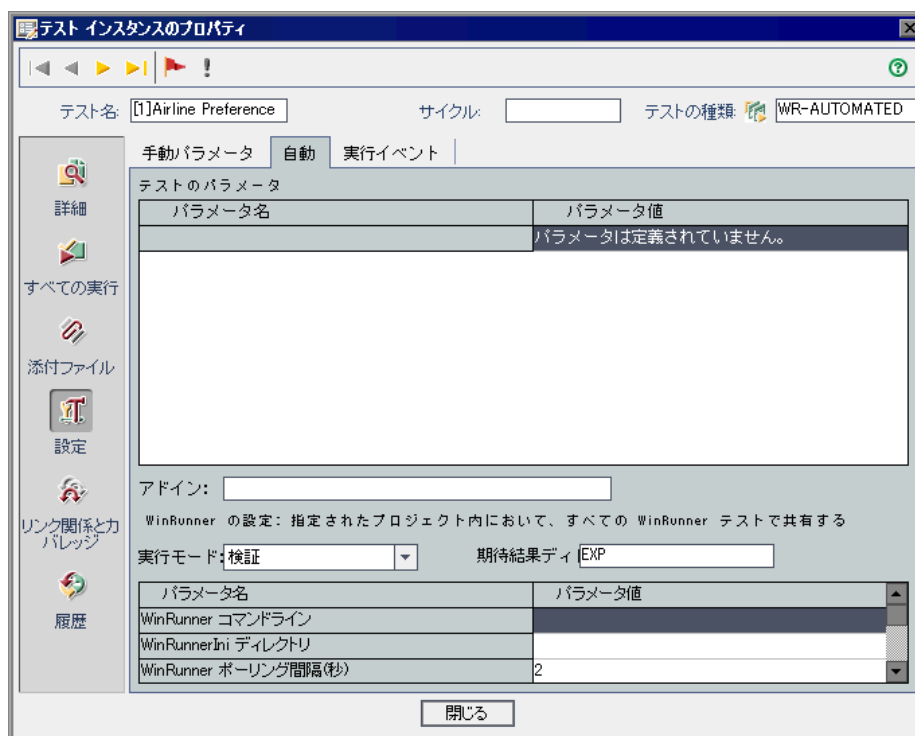 テスト インスタンスのプロパティ
テスト名: [1]Airline Preference サイクル: テストの種類: WR-AUTOMATED
手動パラメータ 自動 実行イベント
詳細
すべての実行
添付ファイル
設定
リンク関係とカ
バレッジ
履歴
テストのパラメータ
パラメータ名 パラメータ値
パラメータは定義されていません。
アドイン:
WinRunner の設定: 指定されたプロジェクト内において、すべての WinRunner テストで共有する
実行モード: 検証 期待結果ディ EXP
パラメータ名 パラメータ値
WinRunner コマンドライン
WinRunnerIni ディレクトリ
WinRunner ポーリング間隔(秒) 2
閉じる